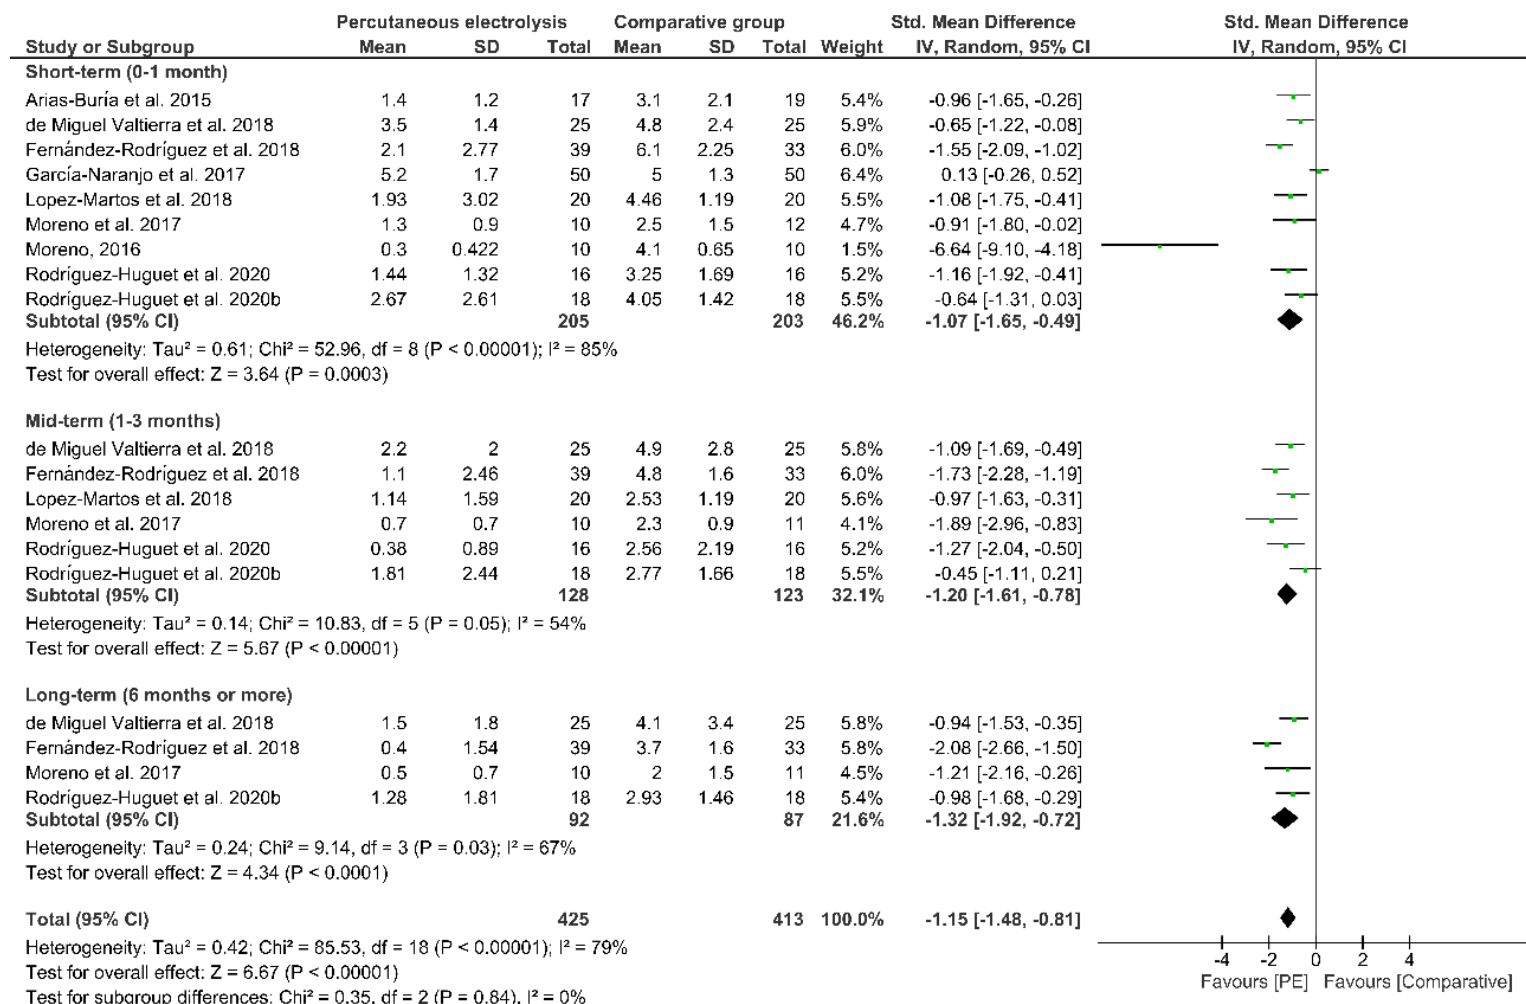 Percutaneous electrolysis Comparative group Std. Mean Difference Std. Mean Difference
Study or Subgroup Mean SD Total Mean SD Total Weight IV, Random, 95% CI IV, Random, 95% CI
Short-term (0-1 month)
Arias-Buría et al. 2015 1.4 1.2 17 3.1 2.1 19 5.4% -0.96 [-1.65, -0.26]
de Miguel Valtierra et al. 2018 3.5 1.4 25 4.8 2.4 25 5.9% -0.65 [-1.22, -0.08]
Fernández-Rodríguez et al. 2018 2.1 2.77 39 6.1 2.25 33 6.0% -1.55 [-2.09, -1.02]
García-Naranjo et al. 2017 5.2 1.7 50 5 1.3 50 6.4% 0.13 [-0.26, 0.52]
Lopez-Martos et al. 2018 1.93 3.02 20 4.46 1.19 20 5.5% -1.08 [-1.75, -0.41]
Moreno et al. 2017 1.3 0.9 10 2.5 1.5 12 4.7% -0.91 [-1.80, -0.02]
Moreno, 2016 0.3 0.422 10 4.1 0.65 10 1.5% -6.64 [-9.10, -4.18]
Rodríguez-Huguet et al. 2020 1.44 1.32 16 3.25 1.69 16 5.2% -1.16 [-1.92, -0.41]
Rodríguez-Huguet et al. 2020b 2.67 2.61 18 4.05 1.42 18 5.5% -0.64 [-1.31, 0.03]
Subtotal (95% CI) 205 203 46.2% -1.07 [-1.65, -0.49]
Heterogeneity: Tau² = 0.61; Chi² = 52.96, df = 8 (P < 0.00001); I² = 85%
Test for overall effect: Z = 3.64 (P = 0.0003)
Mid-term (1-3 months)
de Miguel Valtierra et al. 2018 2.2 2 25 4.9 2.8 25 5.8% -1.09 [-1.69, -0.49]
Fernández-Rodríguez et al. 2018 1.1 2.46 39 4.8 1.6 33 6.0% -1.73 [-2.28, -1.19]
Lopez-Martos et al. 2018 1.14 1.59 20 2.53 1.19 20 5.6% -0.97 [-1.63, -0.31]
Moreno et al. 2017 0.7 0.7 10 2.3 0.9 11 4.1% -1.89 [-2.96, -0.83]
Rodríguez-Huguet et al. 2020 0.38 0.89 16 2.56 2.19 16 5.2% -1.27 [-2.04, -0.50]
Rodríguez-Huguet et al. 2020b 1.81 2.44 18 2.77 1.66 18 5.5% -0.45 [-1.11, 0.21]
Subtotal (95% CI) 128 123 32.1% -1.20 [-1.61, -0.78]
Heterogeneity: Tau² = 0.14; Chi² = 10.83, df = 5 (P = 0.05); I² = 54%
Test for overall effect: Z = 5.67 (P < 0.00001)
Long-term (6 months or more)
de Miguel Valtierra et al. 2018 1.5 1.8 25 4.1 3.4 25 5.8% -0.94 [-1.53, -0.35]
Fernández-Rodríguez et al. 2018 0.4 1.54 39 3.7 1.6 33 5.8% -2.08 [-2.66, -1.50]
Moreno et al. 2017 0.5 0.7 10 2 1.5 11 4.5% -1.21 [-2.16, -0.26]
Rodríguez-Huguet et al. 2020b 1.28 1.81 18 2.93 1.46 18 5.4% -0.98 [-1.68, -0.29]
Subtotal (95% CI) 92 87 21.6% -1.32 [-1.92, -0.72]
Heterogeneity: Tau² = 0.24; Chi² = 9.14, df = 3 (P = 0.03); I² = 67%
Test for overall effect: Z = 4.34 (P < 0.0001)
Total (95% CI) 425 413 100.0% -1.15 [-1.48, -0.81]
Heterogeneity: Tau² = 0.42; Chi² = 85.53, df = 18 (P < 0.00001); I² = 79%
Test for overall effect: Z = 6.67 (P < 0.00001)
Test for subgroup differences: Chi² = 0.35, df = 2 (P = 0.84), I² = 0%
-4 -2 0 2 4
Favours [PE] Favours [Comparative]